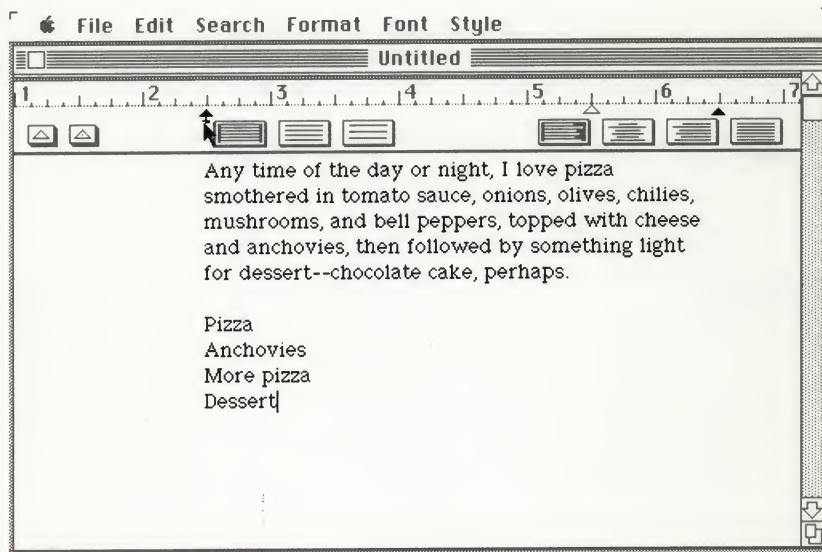 File Edit Search Format Font Style
Untitled
1 2 3 4 5 6 7
Any time of the day or night, I love pizza
smothered in tomato sauce, onions, olives, chilies,
mushrooms, and bell peppers, topped with cheese
and anchovies, then followed by something light
for dessert--chocolate cake, perhaps.
Pizza
Anchovies
More pizza
Dessert